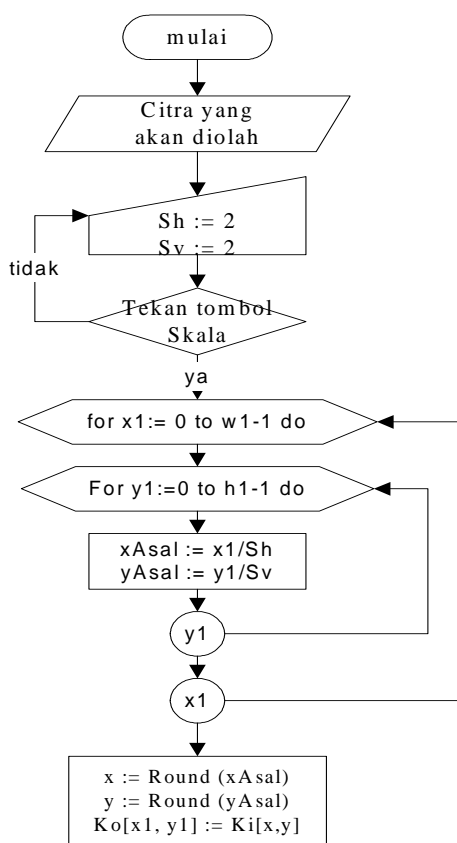 mulai
Citra yang
akan diolah
Sh := 2
Sv := 2
tidak
Tekan tombol
Skala
ya
for x1:= 0 to w1-1 do
For y1:=0 to h1-1 do
xAsal := x1/Sh
yAsal := y1/Sv
y1
x1
x := Round (xAsal)
y := Round (yAsal)
Ko[x1, y1] := Ki[x,y]